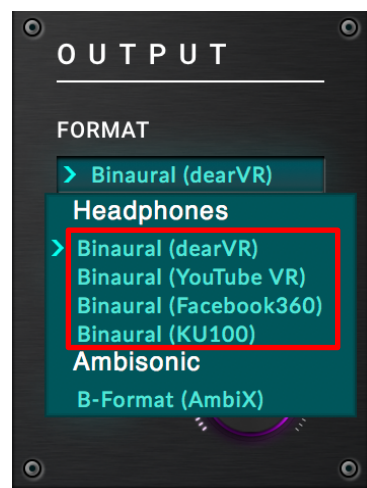 OUTPUT
FORMAT
> Binaural (dearVR)
Headphones
> Binaural (dearVR)
Binaural (YouTube VR)
Binaural (Facebook360)
Binaural (KU100)
Ambisonic
B-Format (AmbiX)